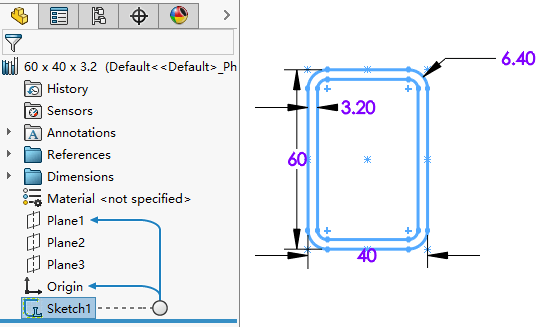 60 x 40 x 3.2 (Default<<Default>_Ph
History
Sensors
Annotations
References
Dimensions
Material <not specified>
Plane1
Plane2
Plane3
Origin
Sketch1
6.40
3.20
60
40